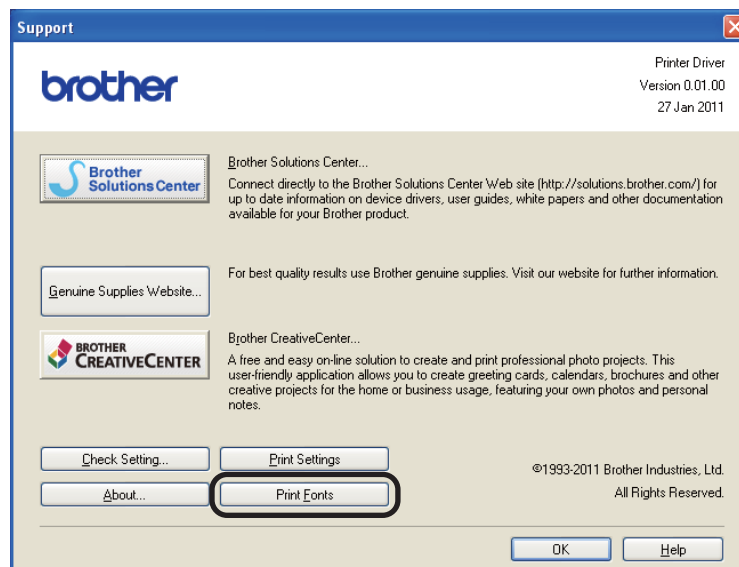 Support
brother
Printer Driver
Version 0.01.00
27 Jan 2011
Brother
Solutions Center
Brother Solutions Center...
Connect directly to the Brother Solutions Center Web site (http://solutions.brother.com/) for
up to date information on device drivers, user guides, white papers and other documentation
available for your Brother product.
Genuine Supplies Website...
For best quality results use Brother genuine supplies. Visit our website for further information.
BROTHER
CREATIVECENTER
Brother CreativeCenter...
A free and easy on-line solution to create and print professional photo projects. This
user-friendly application allows you to create greeting cards, calendars, brochures and other
creative projects for the home or business usage, featuring your own photos and personal
notes.
Check Setting...
Print Settings
About...
Print Fonts
©1993-2011 Brother Industries, Ltd.
All Rights Reserved.
OK
Help